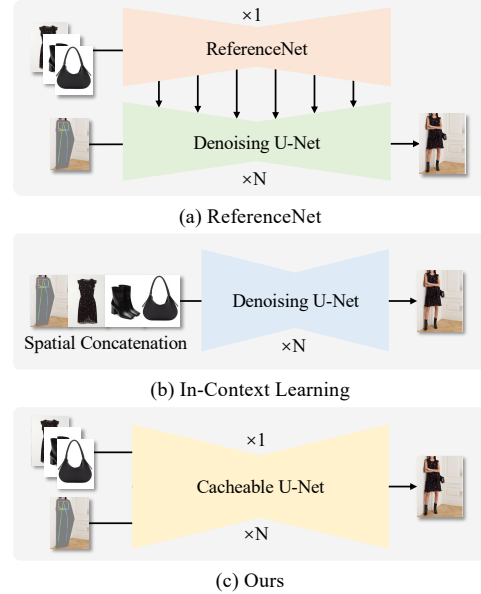 ×1
ReferenceNet
Denoising U-Net
×N
(a) ReferenceNet
Denoising U-Net
Spatial Concatenation
×N
(b) In-Context Learning
×1
Cacheable U-Net
×N
(c) Ours